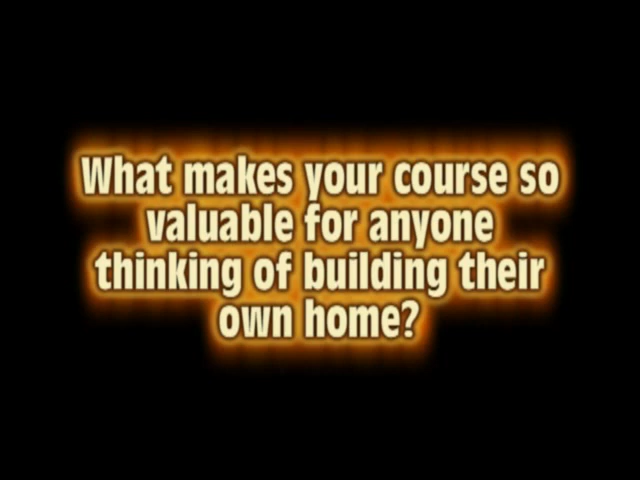 What makes your course so
valuable for anyone
thinking of building their
own home?